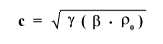 c = √γ ( β · ρ₀ )